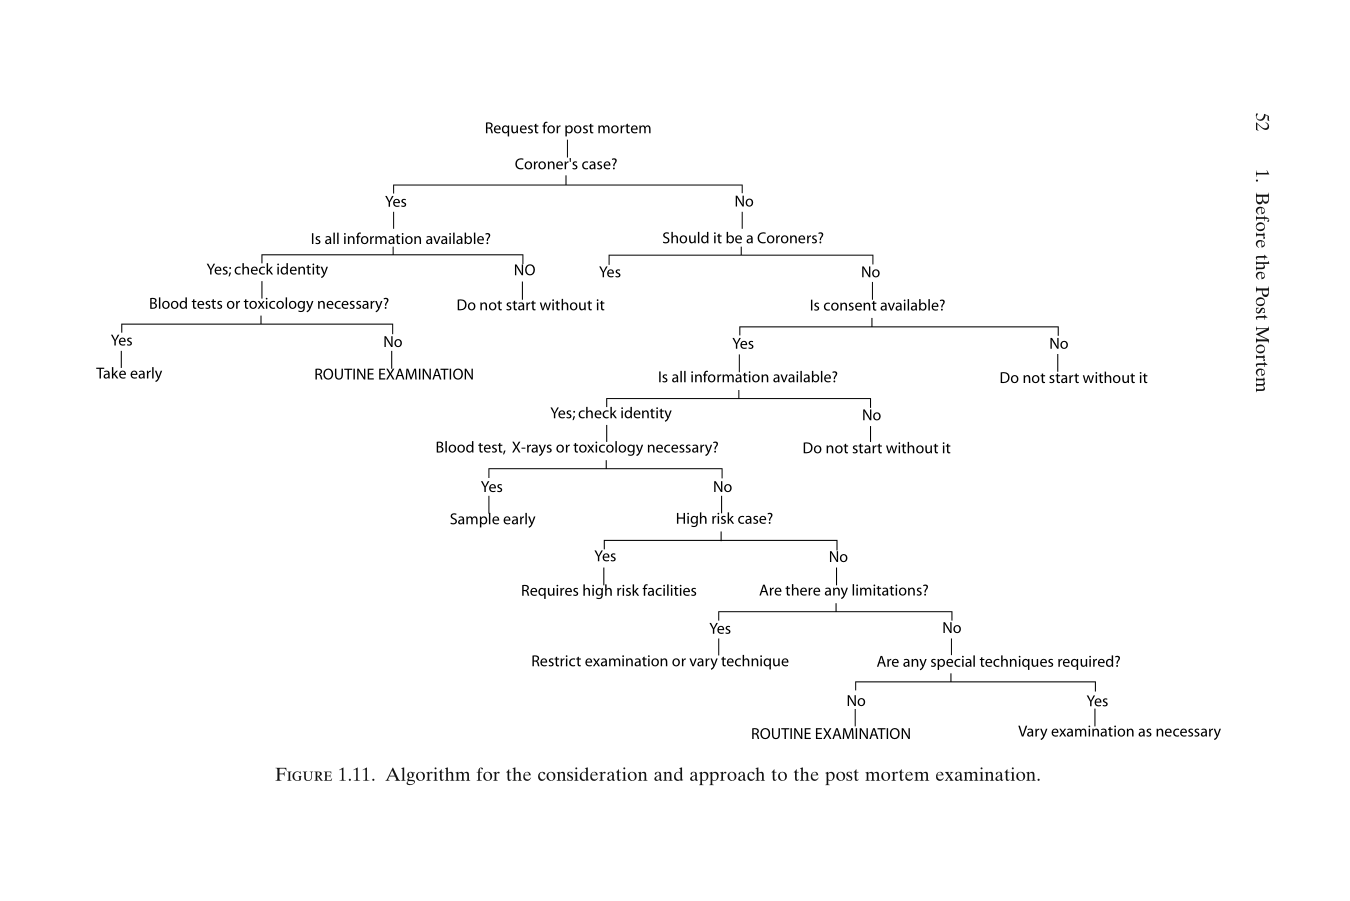 52 1. Before the Post Mortem
Request for post mortem
Coroner's case?
Yes No
Is all information available? Should it be a Coroners?
Yes; check identity NO Yes No
Blood tests or toxicology necessary? Do not start without it Is consent available?
Yes No Yes No
Take early ROUTINE EXAMINATION Is all information available? Do not start without it
Yes; check identity No
Blood test, X-rays or toxicology necessary? Do not start without it
Yes No
Sample early High risk case?
Yes No
Requires high risk facilities Are there any limitations?
Yes No
Restrict examination or vary technique Are any special techniques required?
No Yes
ROUTINE EXAMINATION Vary examination as necessary
FIGURE 1.11. Algorithm for the consideration and approach to the post mortem examination.